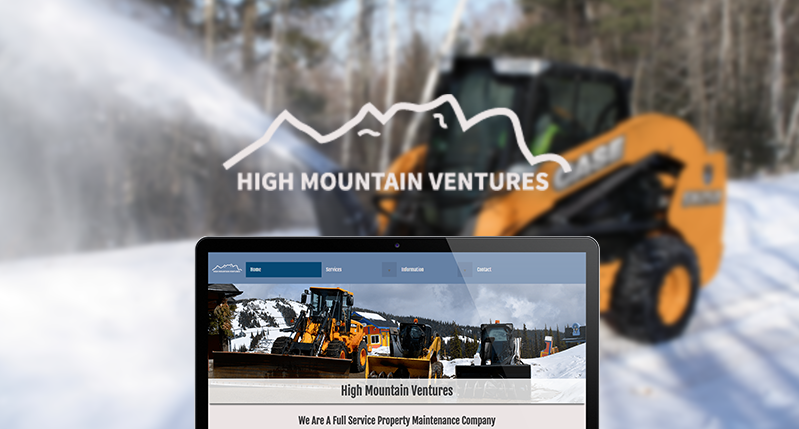 HIGH MOUNTAIN VENTURES
CASE
Home
Services
Information
Contact
High Mountain Ventures
We Are A Full Service Property Maintenance Company